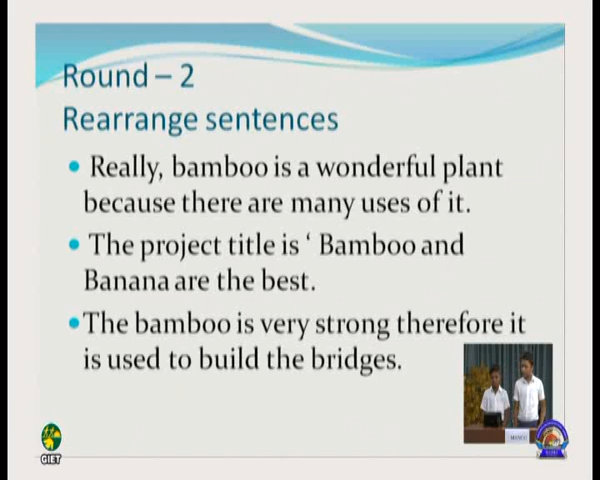 Round – 2
Rearrange sentences
• Really, bamboo is a wonderful plant
because there are many uses of it.
• The project title is ‘ Bamboo and
Banana are the best.
• The bamboo is very strong therefore it
is used to build the bridges.
GIET